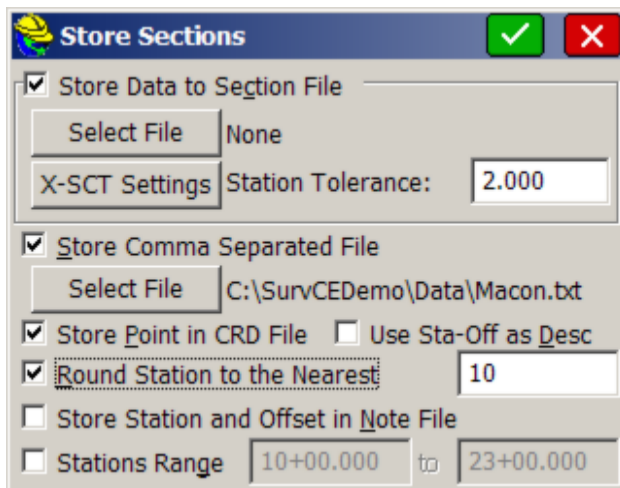 Store Sections
Store Data to Section File
Select File None
X-SCT Settings Station Tolerance: 2.000
Store Comma Separated File
Select File C:\SurvCEDemo\Data\Macon.txt
Store Point in CRD File Use Sta-Off as Desc
Round Station to the Nearest 10
Store Station and Offset in Note File
Stations Range 10+00.000 to 23+00.000